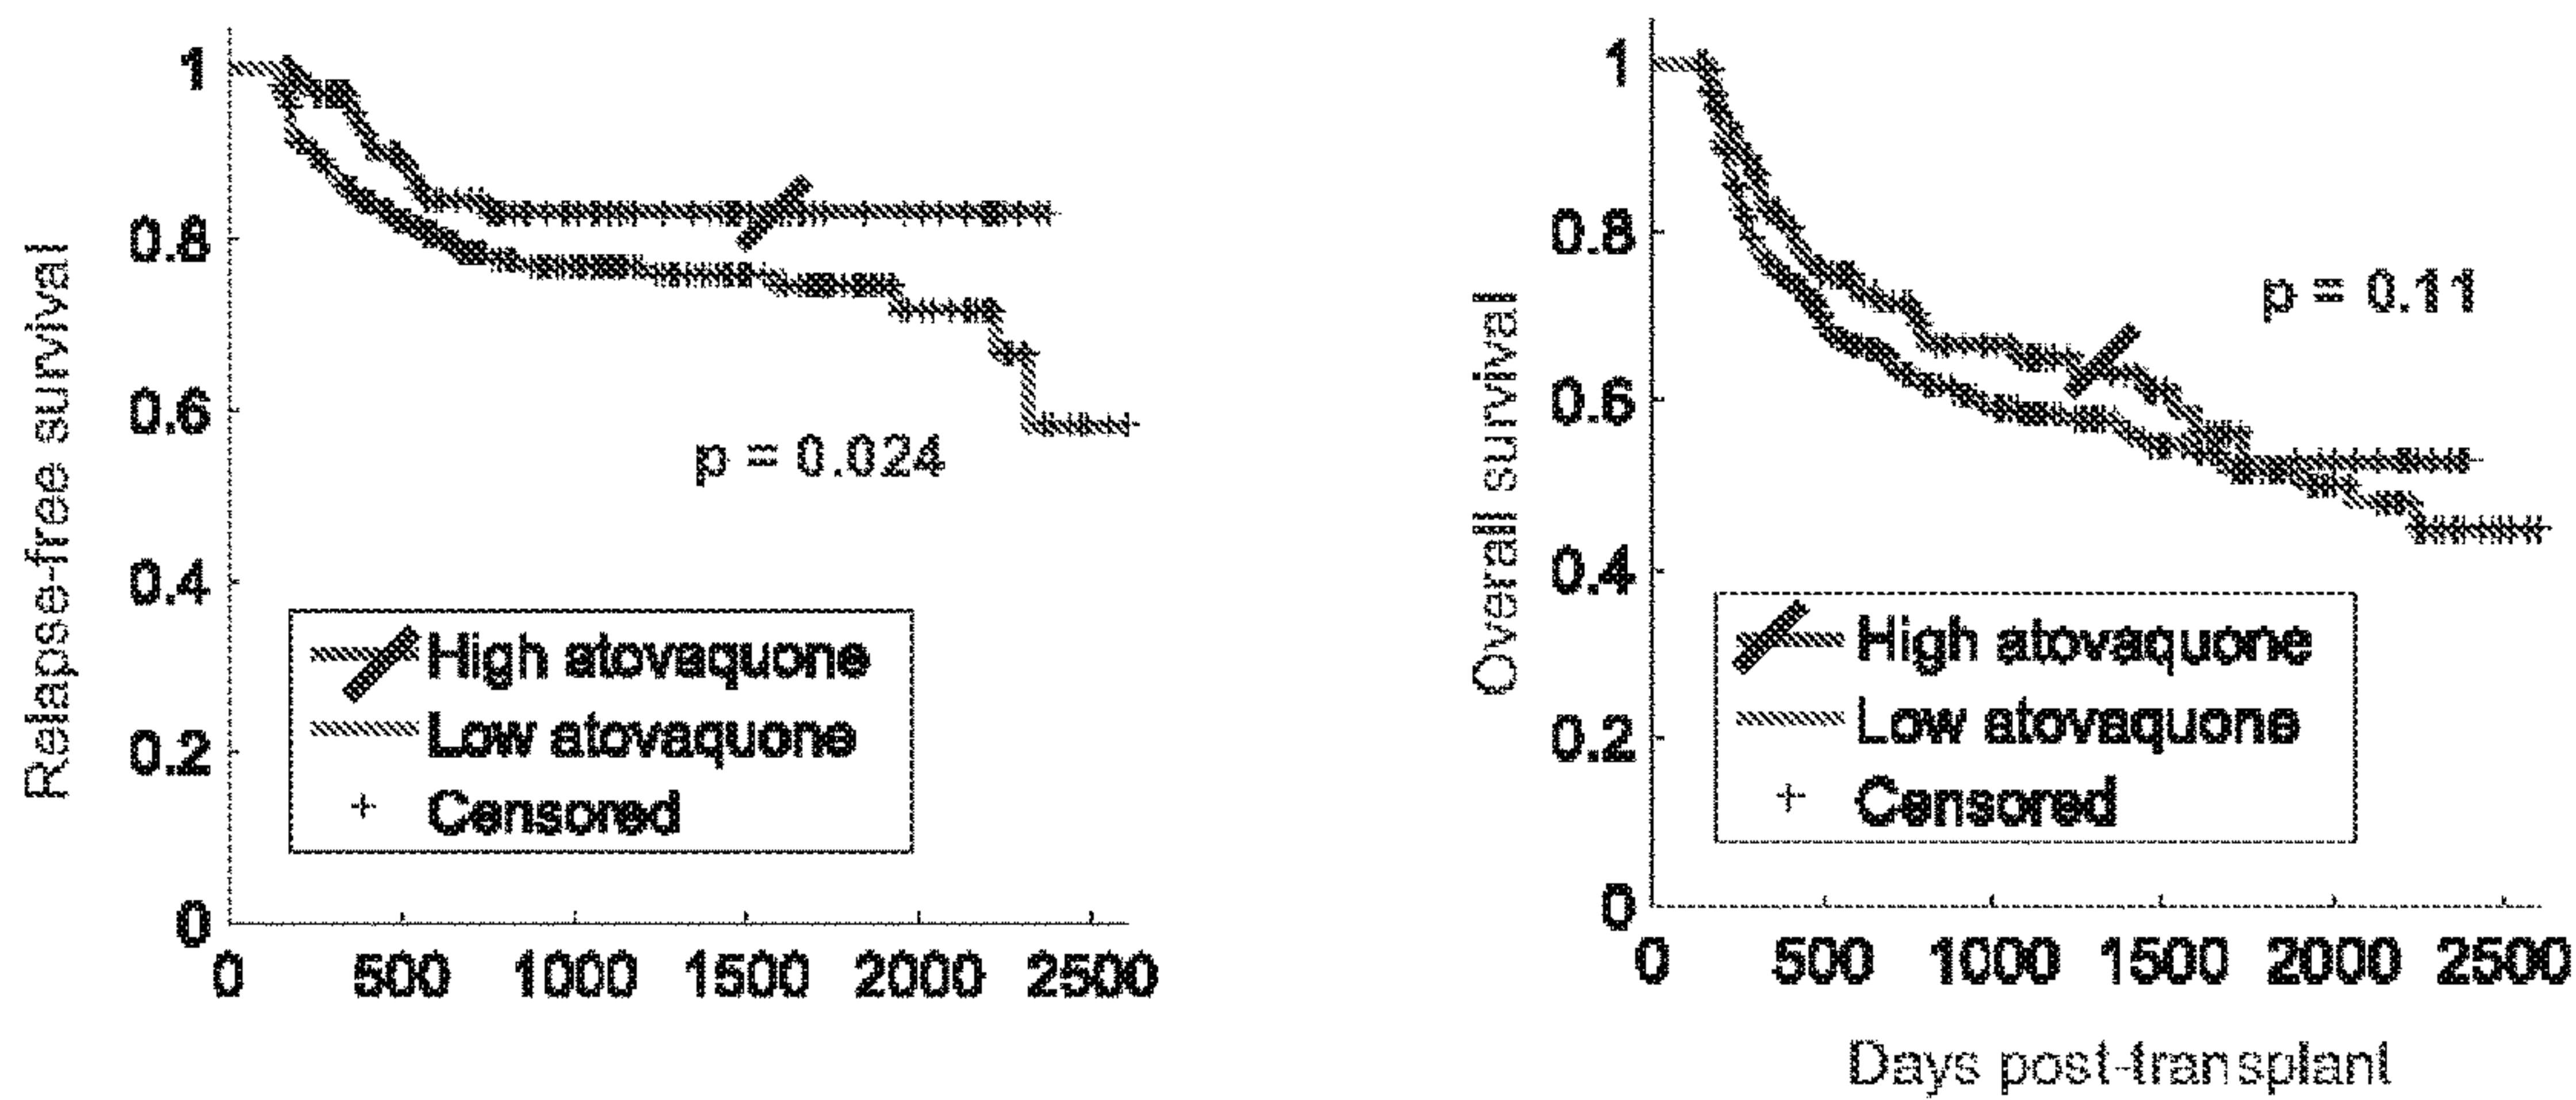 Relapse-free survival
1
0.8
0.6
0.4
0.2
0
p = 0.024
High atovaquone
Low atovaquone
+ Censored
0 500 1000 1500 2000 2500
Overall survival
1
0.8
0.6
0.4
0.2
0
p = 0.11
High atovaquone
Low atovaquone
+ Censored
0 500 1000 1500 2000 2500
Days post-transplant